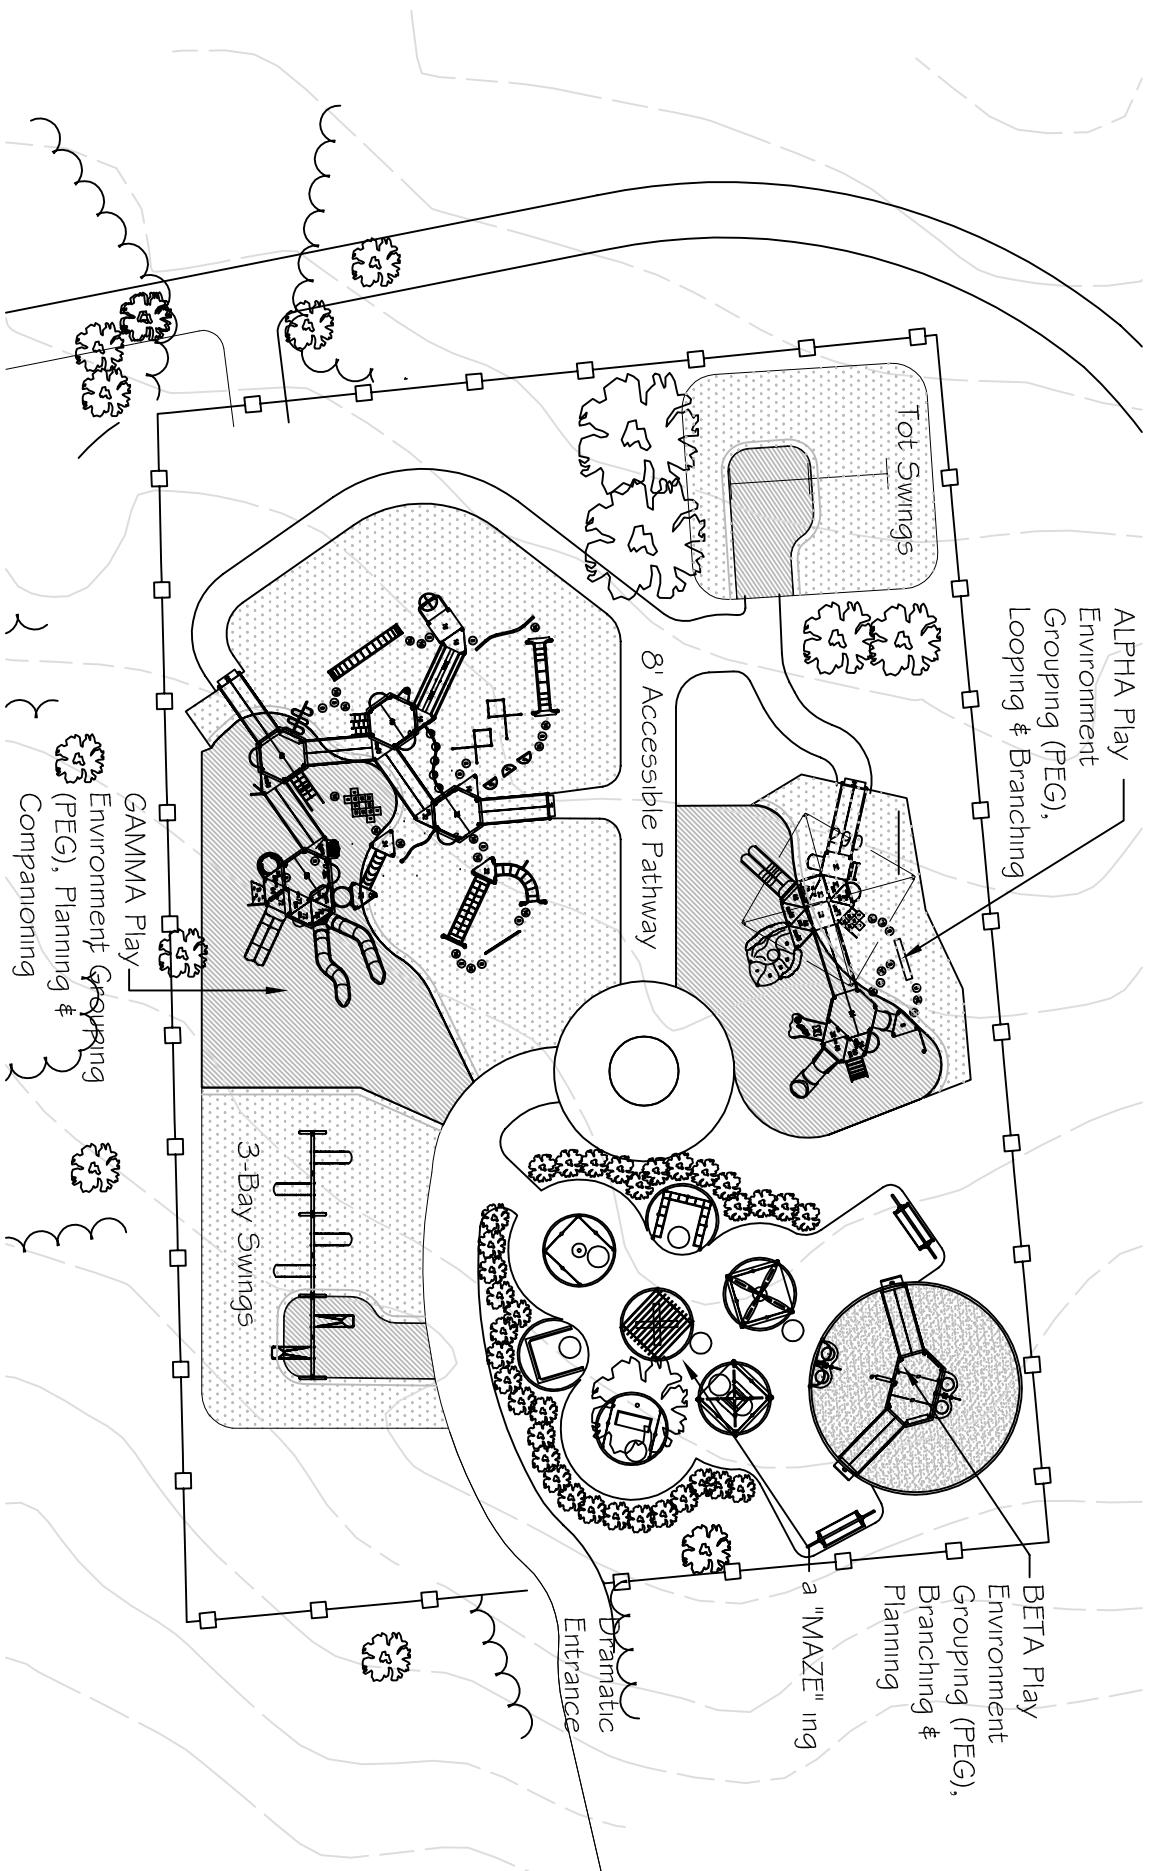 Tot Swings
ALPHA Play
Environment
Grouping (PEG),
Looping & Branching
8' Accessible Pathway
GAMMA Play
Environment Grouping
(PEG), Planning &
Companioning
3-Bay Swings
BETA Play
Environment
Grouping (PEG),
Branching &
Planning
a "MAZE" ing
Dramatic
Entrance